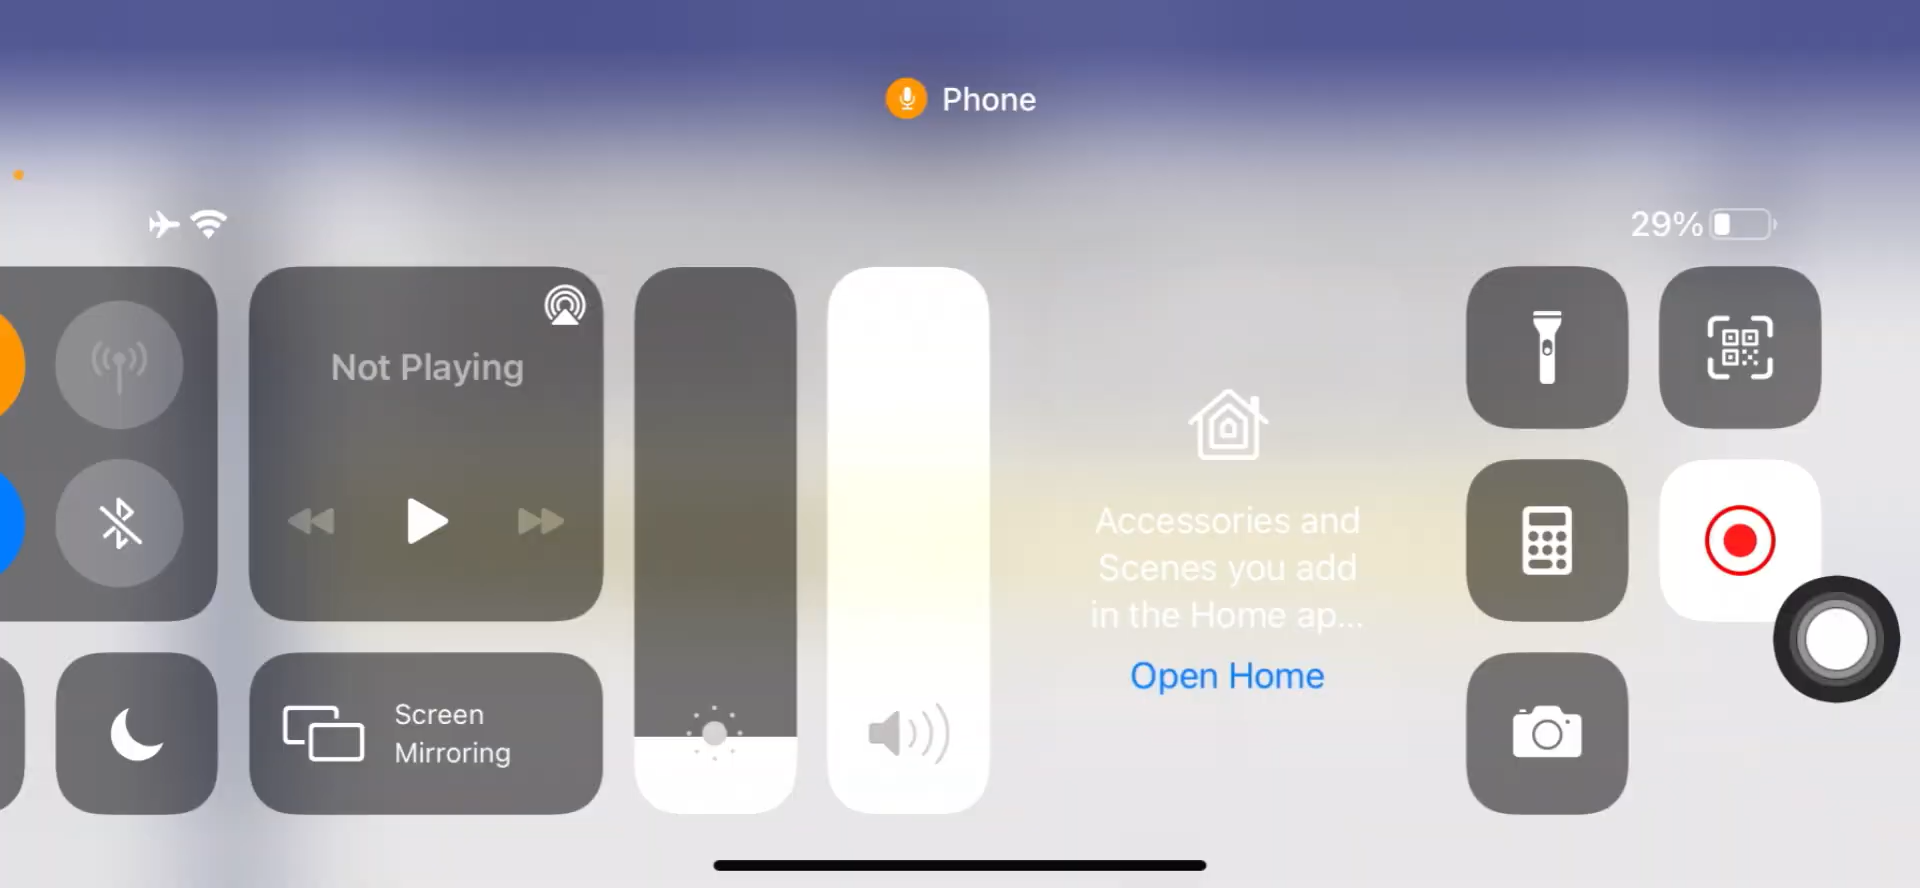 Phone
29%
Not Playing
Accessories and
Scenes you add
in the Home ap...
Open Home
Screen
Mirroring